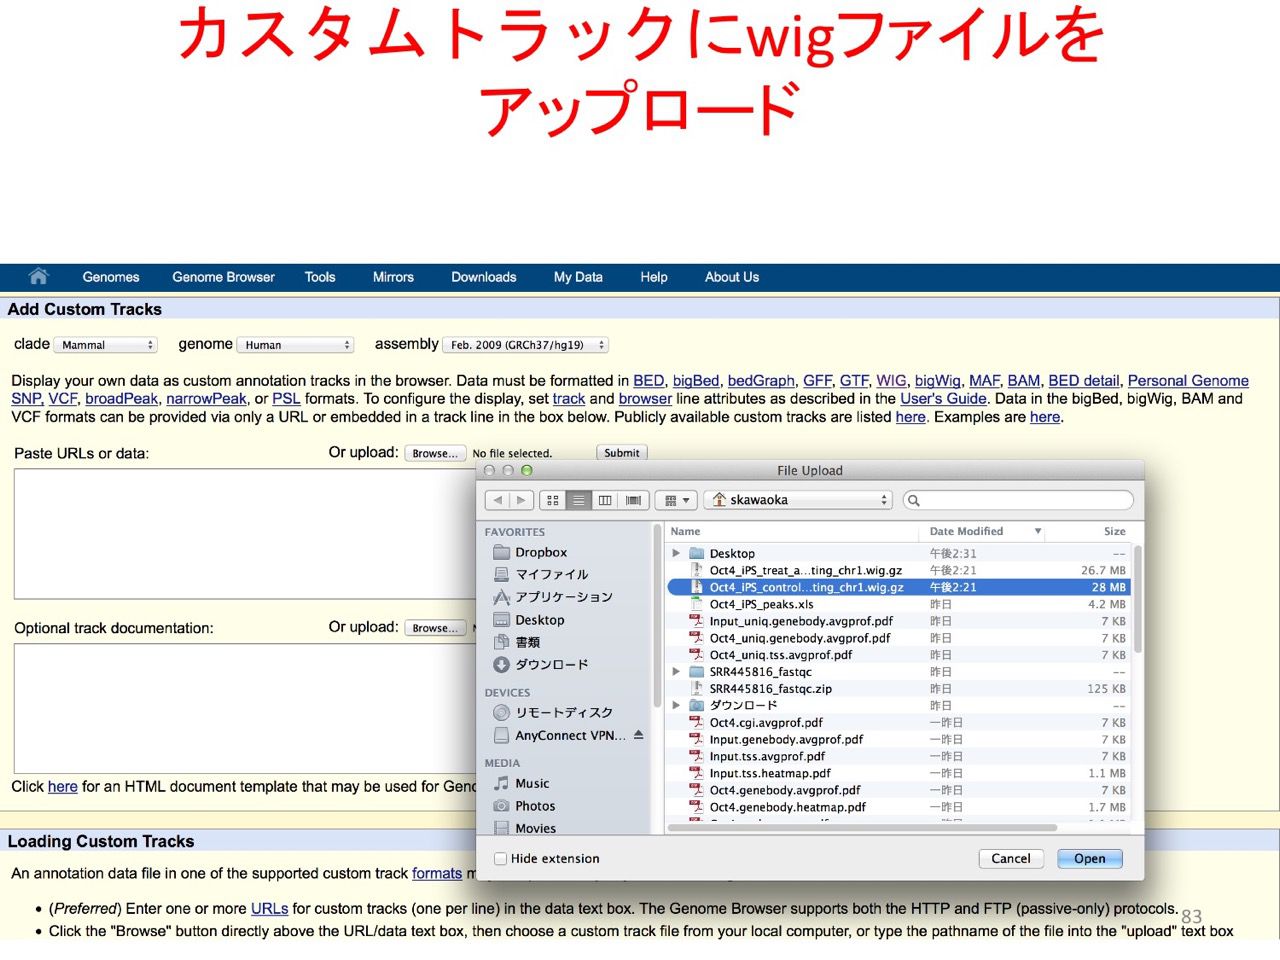 カスタムトラックにwigファイルを
アップロード
Genomes Genome Browser Tools Mirrors Downloads My Data Help About Us
Add Custom Tracks
clade Mammal genome Human assembly Feb. 2009 (GRCh37/hg19)
Display your own data as custom annotation tracks in the browser. Data must be formatted in BED, bigBed, bedGraph, GFF, GTF, WIG, bigWig, MAF, BAM, BED detail, Personal Genome
SNP, VCF, broadPeak, narrowPeak, or PSL formats. To configure the display, set track and browser line attributes as described in the User's Guide. Data in the bigBed, bigWig, BAM and
VCF formats can be provided via only a URL or embedded in a track line in the box below. Publicly available custom tracks are listed here. Examples are here.
Paste URLs or data: Or upload: Browse... No file selected. Submit
File Upload
skawaoka
FAVORITES
Dropbox
マイファイル
アプリケーション
Desktop
書類
ダウンロード
DEVICES
リモートディスク
AnyConnect VPN...
MEDIA
Music
Photos
Movies
Name Date Modified Size
Desktop 午後2:31 --
Oct4_iPS_treat_a...ting_chr1.wig.gz 午後2:21 26.7 MB
Oct4_iPS_control...ting_chr1.wig.gz 午後2:21 28 MB
Oct4_iPS_peaks.xls 昨日 4.2 MB
Input_uniq.genebody.avgprof.pdf 昨日 7 KB
Oct4_uniq.genebody.avgprof.pdf 昨日 7 KB
Oct4_uniq.tss.avgprof.pdf 昨日 7 KB
SRR445816_fastqc 昨日 --
SRR445816_fastqc.zip 昨日 125 KB
ダウンロード 昨日 --
Oct4.cgi.avgprof.pdf 一昨日 7 KB
Input.genebody.avgprof.pdf 一昨日 7 KB
Input.tss.avgprof.pdf 一昨日 7 KB
Input.tss.heatmap.pdf 一昨日 1.1 MB
Oct4.genebody.avgprof.pdf 一昨日 7 KB
Oct4.genebody.heatmap.pdf 一昨日 1.7 MB
Hide extension Cancel Open
Optional track documentation: Or upload: Browse...
Click here for an HTML document template that may be used for
Loading Custom Tracks
An annotation data file in one of the supported custom track formats
• (Preferred) Enter one or more URLs for custom tracks (one per line) in the data text box. The Genome Browser supports both the HTTP and FTP (passive-only) protocols.
• Click the "Browse" button directly above the URL/data text box, then choose a custom track file from your local computer, or type the pathname of the file into the "upload" text box
83